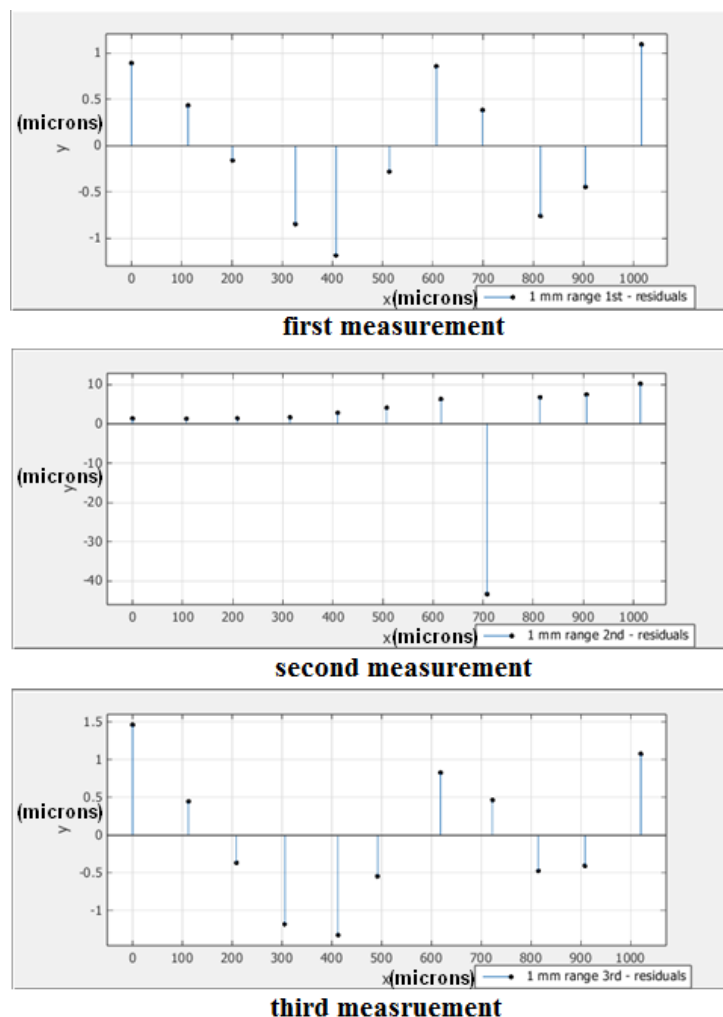 1
0.5
(microns)
0
y
-0.5
-1
0 100 200 300 400 500 600 700 800 900 1000
x(microns)
1 mm range 1st - residuals
first measurement
10
0
-10
(microns)
y
-20
-30
-40
0 100 200 300 400 500 600 700 800 900 1000
x(microns)
1 mm range 2nd - residuals
second measurement
1.5
1
0.5
(microns)
y
0
-0.5
-1
0 100 200 300 400 500 600 700 800 900 1000
x(microns)
1 mm range 3rd - residuals
third measruement